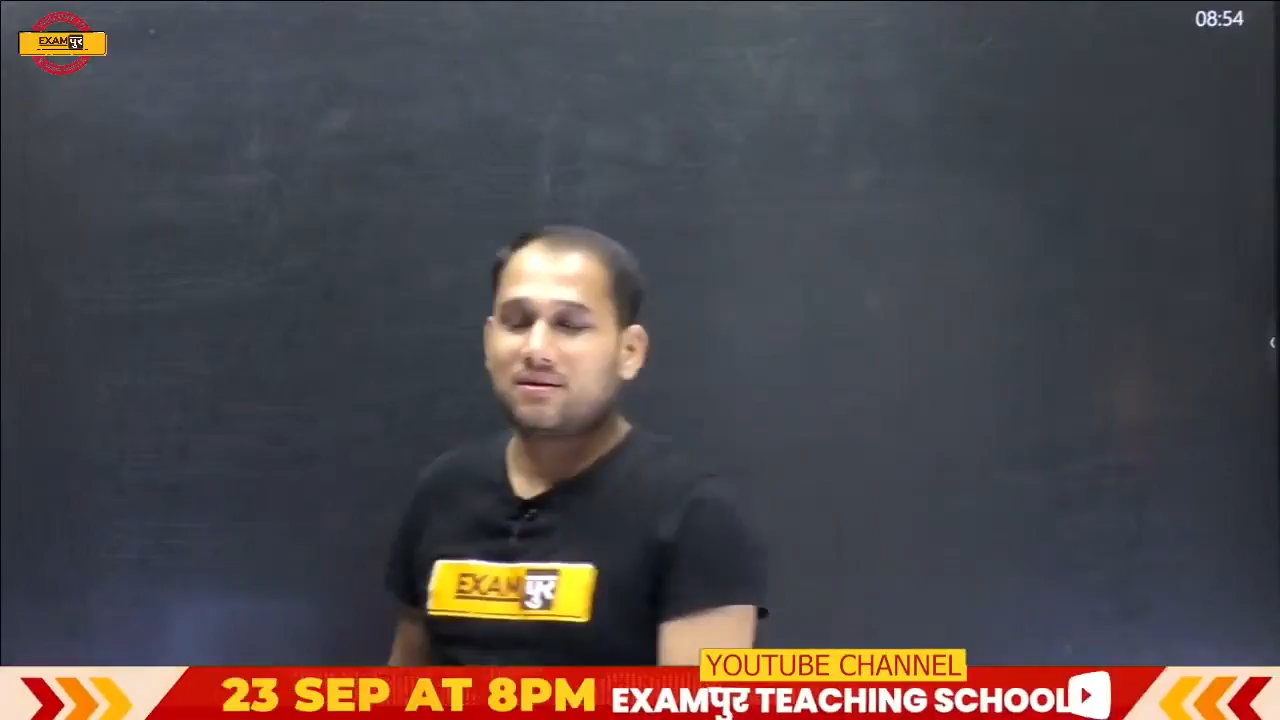 EXAMपुर
08:54
EXAMपुर
YOUTUBE CHANNEL
23 SEP AT 8PM EXAMपुर TEACHING SCHOOL